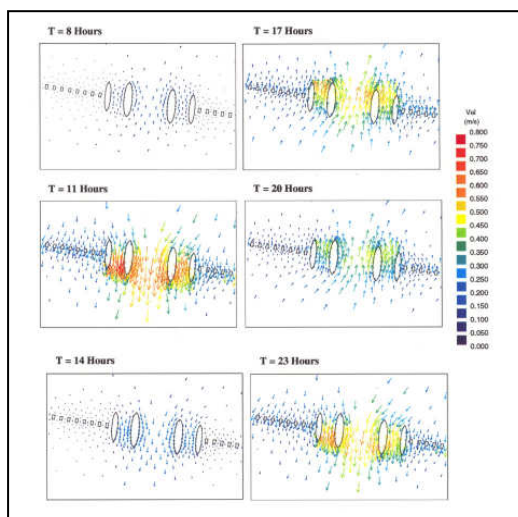 T = 8 Hours
T = 17 Hours
Vel
(m/s)
0.800
0.750
0.700
0.650
0.600
0.550
0.500
0.450
0.400
0.350
0.300
0.250
0.200
0.150
0.100
0.050
0.000
T = 11 Hours
T = 20 Hours
T = 14 Hours
T = 23 Hours